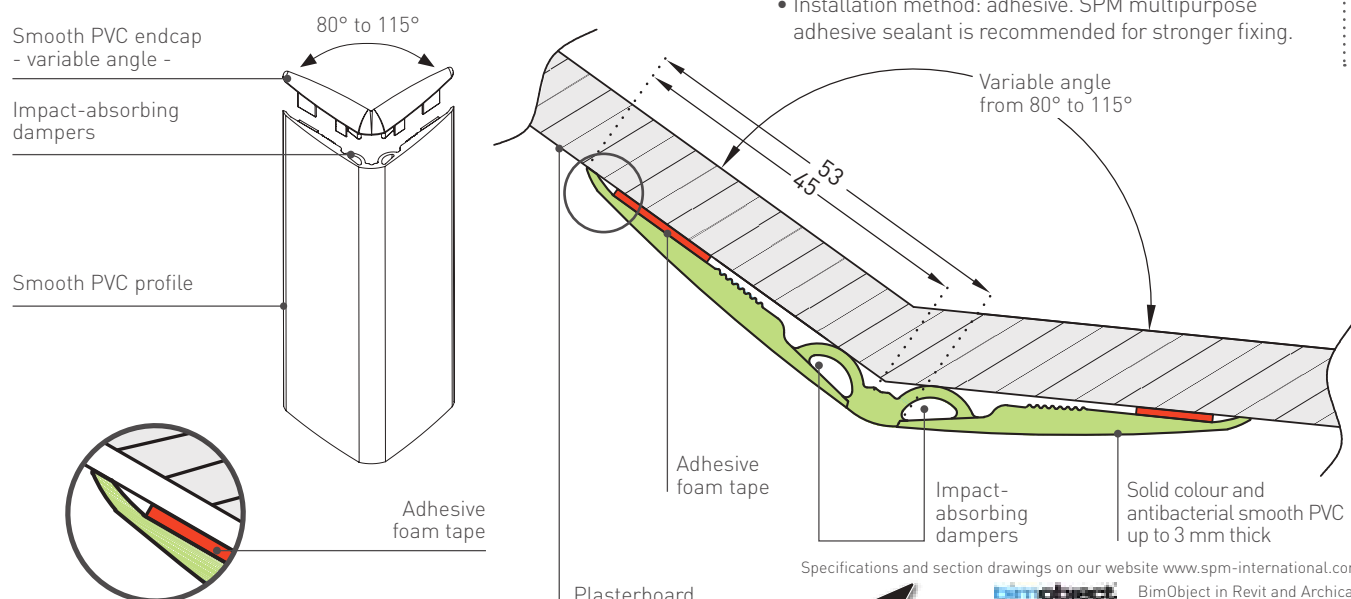 • Installation method: adhesive. SPM multipurpose
adhesive sealant is recommended for stronger fixing.
Smooth PVC endcap
- variable angle -
80° to 115°
Impact-absorbing
dampers
Smooth PVC profile
Adhesive
foam tape
Variable angle
from 80° to 115°
53
45
Adhesive
foam tape
Impact-
absorbing
dampers
Solid colour and
antibacterial smooth PVC
up to 3 mm thick
Plasterboard
Specifications and section drawings on our website www.spm-international.com
bimobject
BimObject in Revit and Archica